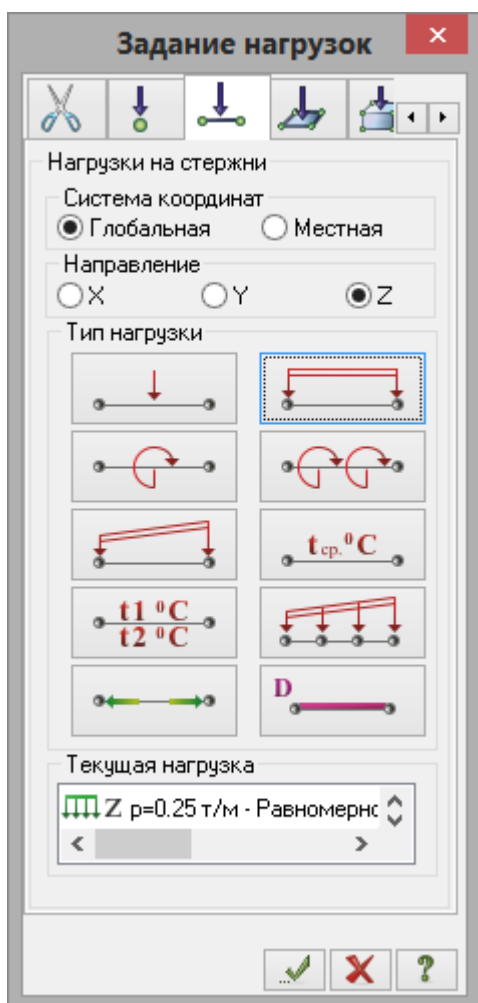 Задание нагрузок
Нагрузки на стержни
Система координат
Глобальная Местная
Направление
X Y Z
Тип нагрузки
tср.⁰C
t1 ⁰C
t2 ⁰C
D
Текущая нагрузка
Z p=0.25 т/м - Равномерно
?